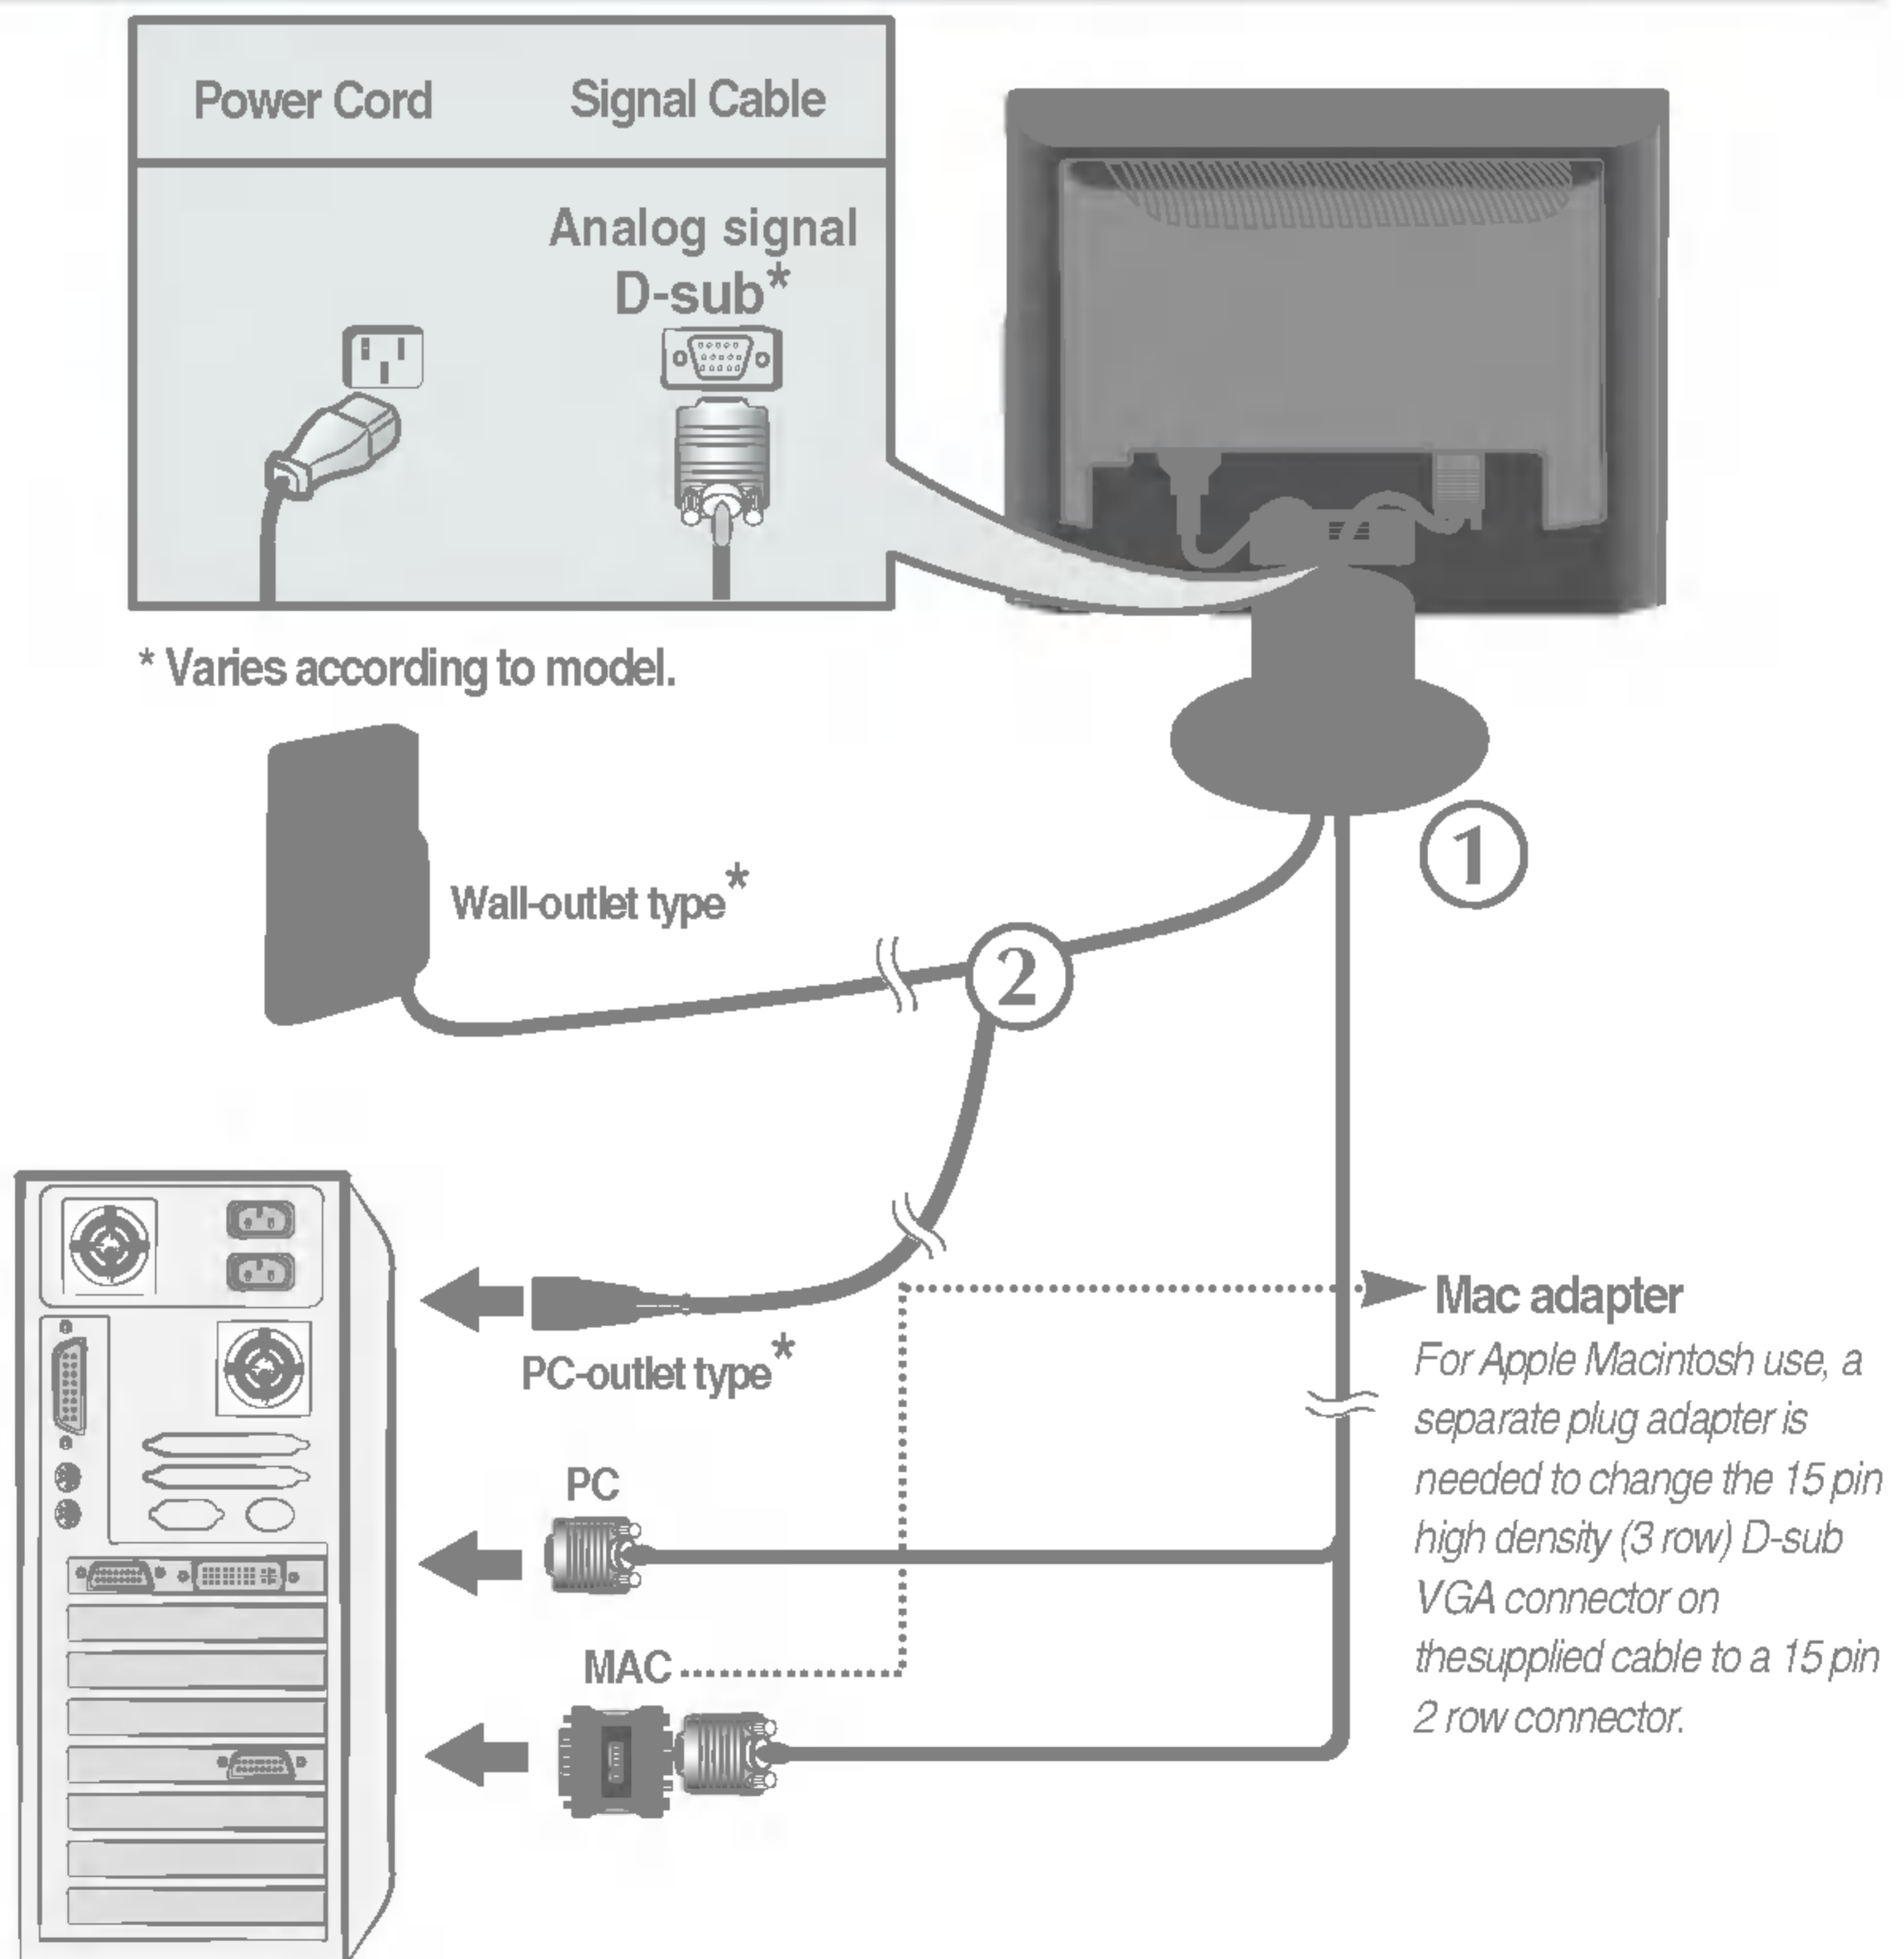 Power Cord
Signal Cable
Analog signal
D-sub*
* Varies according to model.
1
Wall-outlet type*
2
PC-outlet type*
Mac adapter
For Apple Macintosh use, a
separate plug adapter is
needed to change the 15 pin
high density (3 row) D-sub
VGA connector on
thesupplied cable to a 15 pin
2 row connector.
PC
MAC